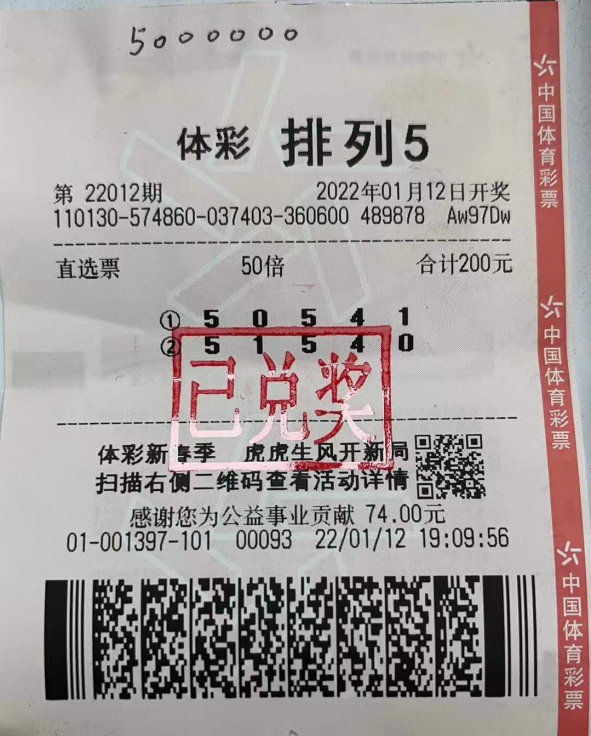 5000000
体彩 排列5
第 22012期 2022年01月12日开奖
110130-574860-037403-360600 489878 Aw97Dw
直选票 50倍 合计200元
① 5 0 5 4 1
② 5 1 5 4 0
已兑奖
体彩新春季 虎虎生风开新局
扫描右侧二维码查看活动详情
感谢您为公益事业贡献 74.00元
01-001397-101 00093 22/01/12 19:09:56
中国体育彩票
中国体育彩票
中国体育彩票